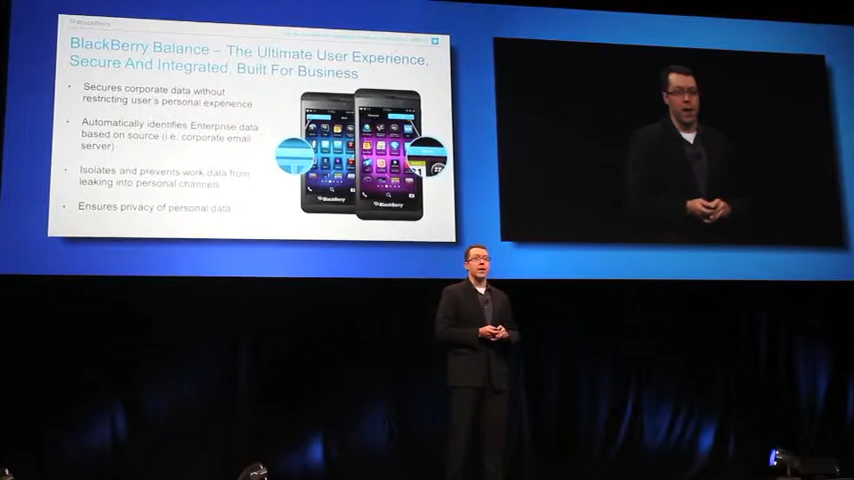 BlackBerry
BlackBerry Balance – The Ultimate User Experience,
Secure And Integrated, Built For Business
• Secures corporate data without
restricting user's personal experience
• Automatically identifies Enterprise data
based on source (i.e. corporate email
server)
• Isolates and prevents work data from
leaking into personal channels
• Ensures privacy of personal data
BlackBerry
BlackBerry